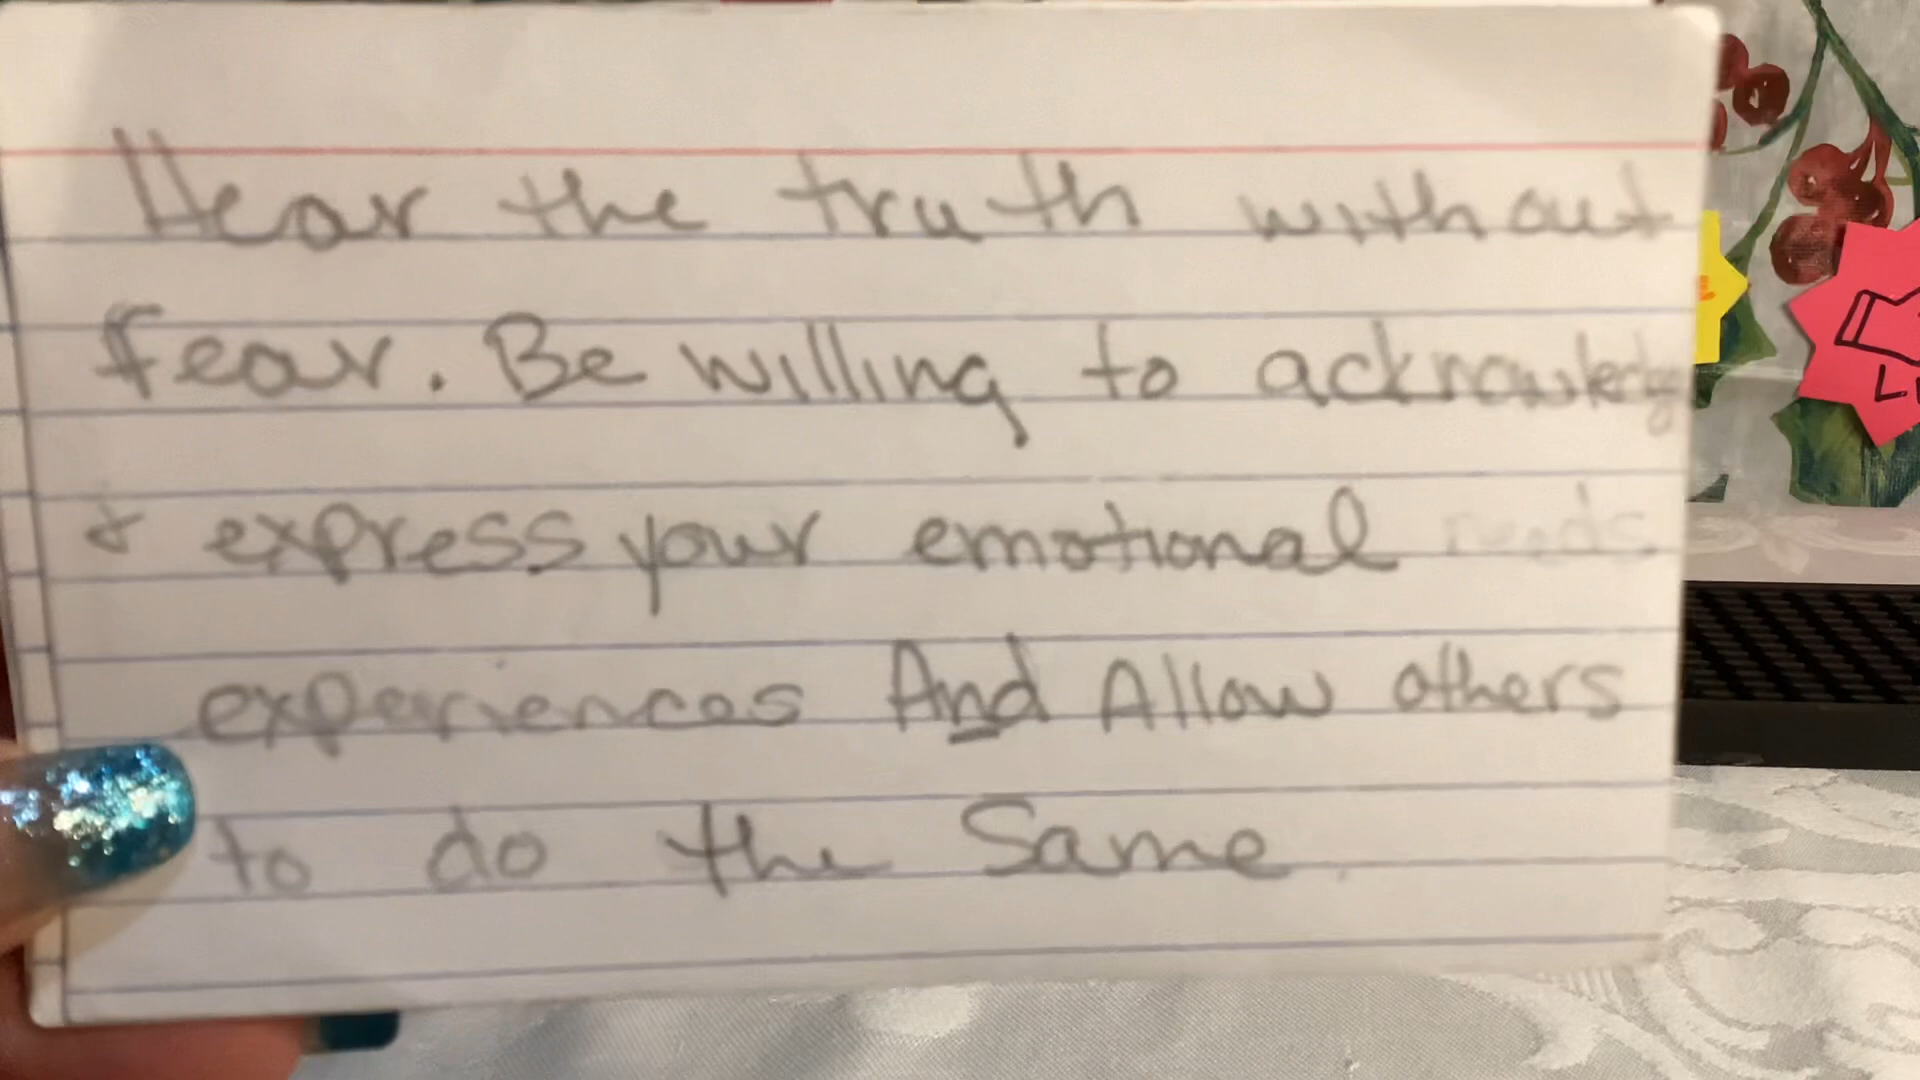 Hear the truth without
fear. Be willing to acknowledge
& express your emotional needs
experiences And Allow others
to do the Same.